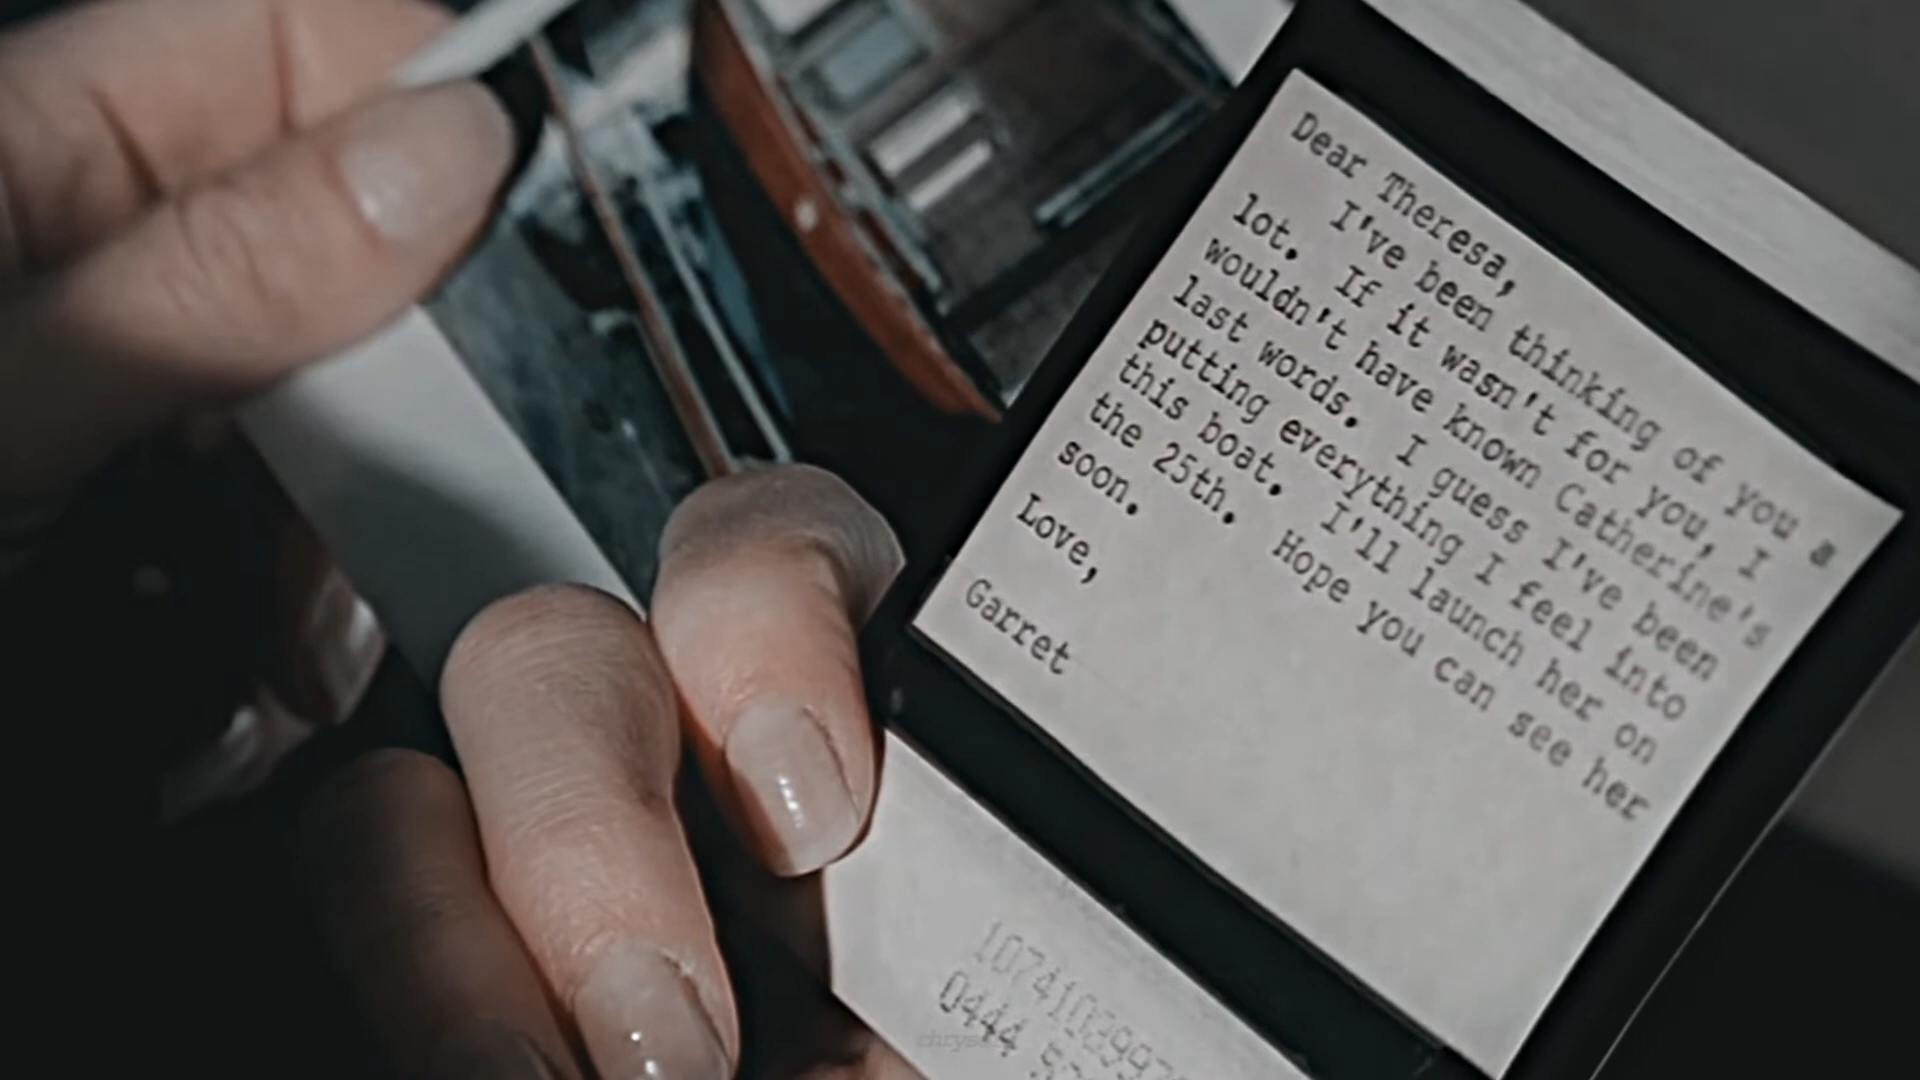 Dear Theresa,
I've been thinking of you a
lot. If it wasn't for you, I
wouldn't have known Catherine's
last words. I guess I've been
putting everything I feel into
this boat. I'll launch her on
the 25th. Hope you can see her
soon.
Love,
Garret
0444